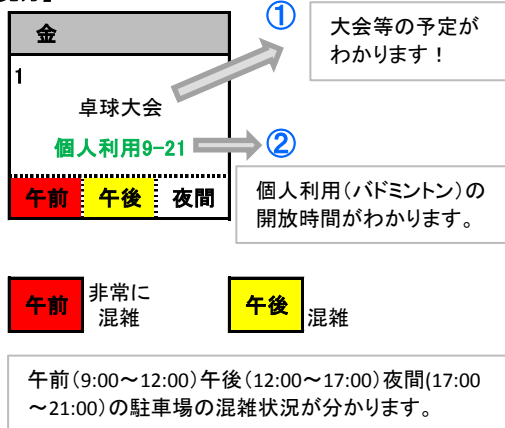 金
①
大会等の予定が
わかります！
1
卓球大会
個人利用9-21
②
午前 午後 夜間
個人利用（バドミントン）の
開放時間がわかります。
午前 非常に
混雑
午後 混雑
午前（9:00～12:00）午後（12:00～17:00）夜間(17:00
～21:00）の駐車場の混雑状況が分かります。